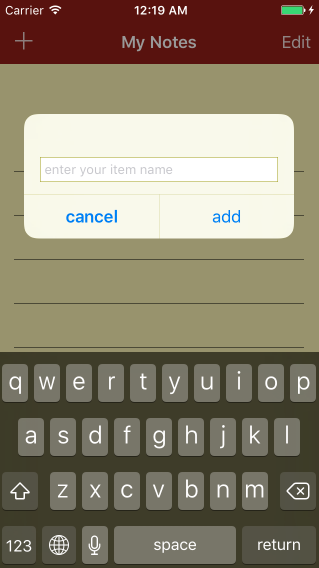 Carrier 12:19 AM
+ My Notes Edit
enter your item name
cancel add
q w e r t y u i o p
a s d f g h j k l
z x c v b n m
123 space return